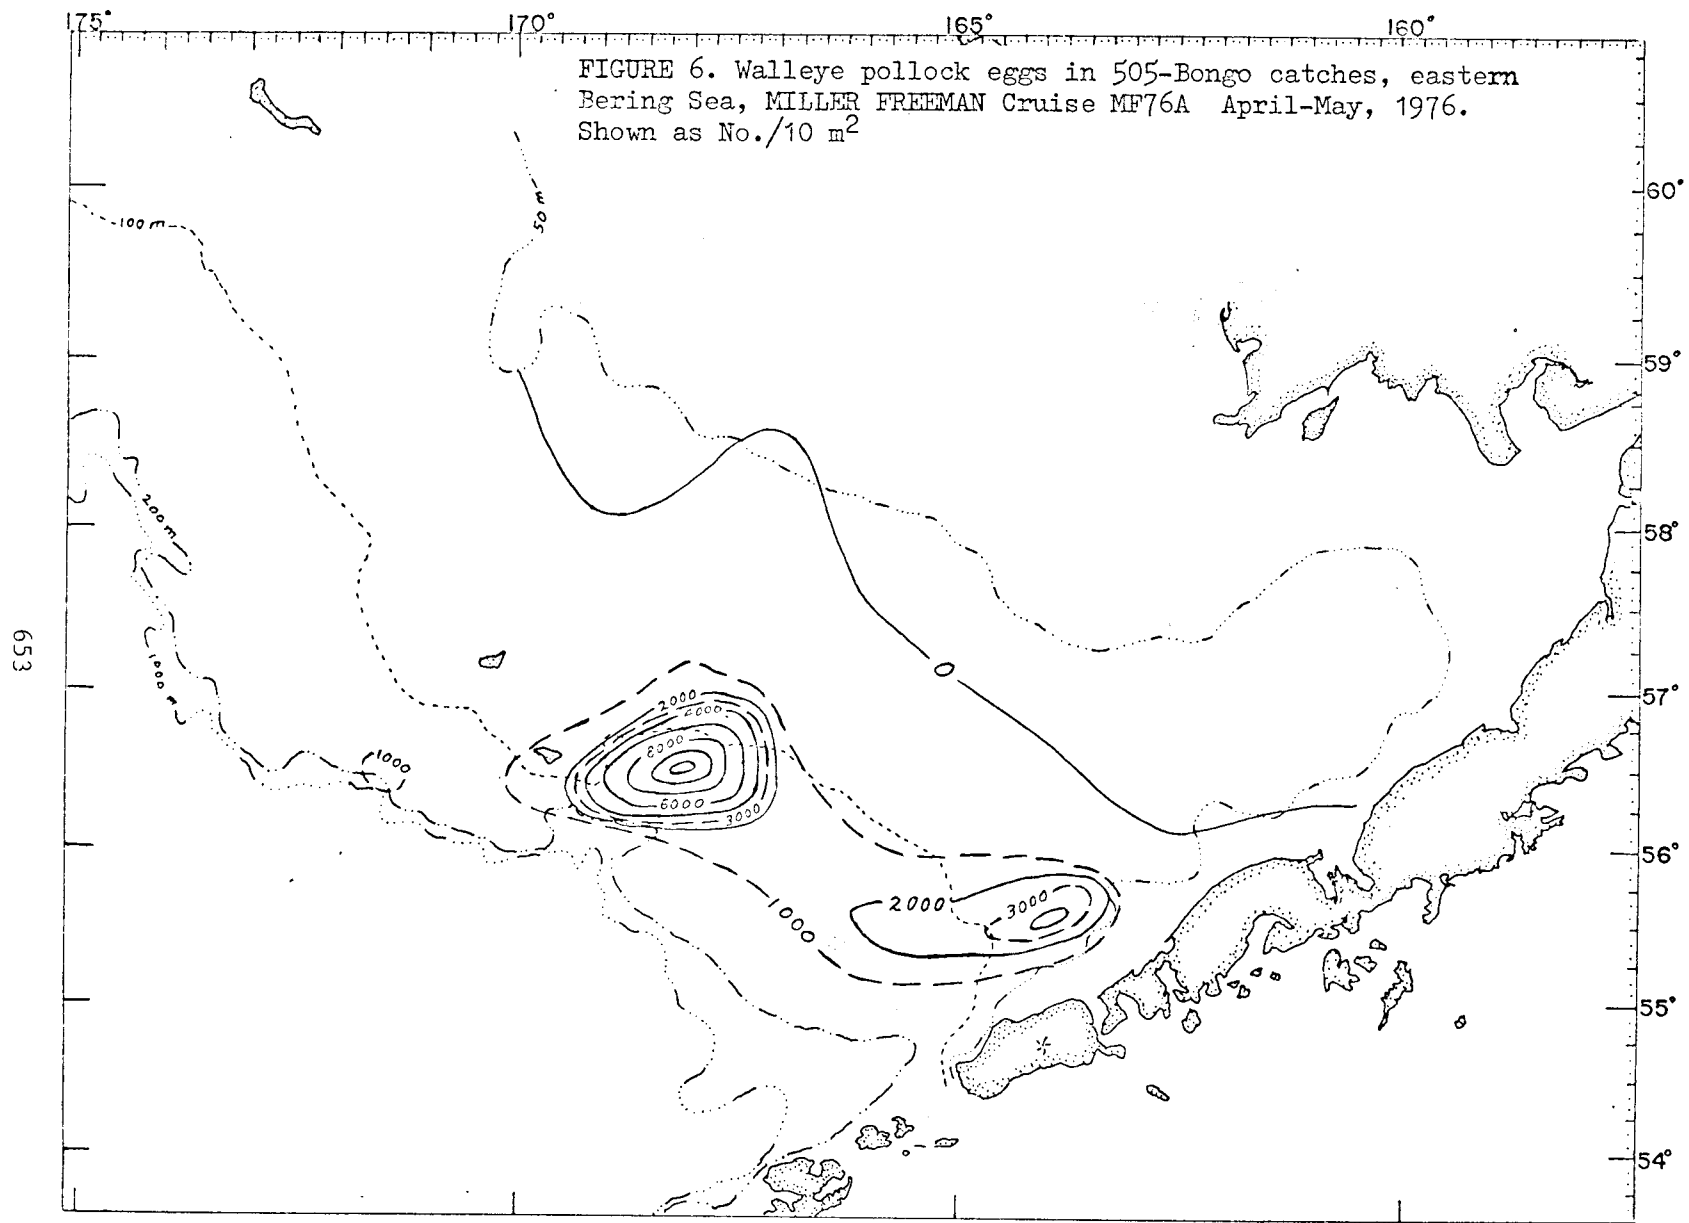 175° 170° 165° 160°
FIGURE 6. Walleye pollock eggs in 505-Bongo catches, eastern
Bering Sea, MILLER FREEMAN Cruise MF76A April-May, 1976.
Shown as No./10 m²
60°
50 m
100 m
59°
200 m
58°
653
1000 m
0
57°
2000
8000
1000
6000
3000
56°
2000
3000
1000
55°
54°